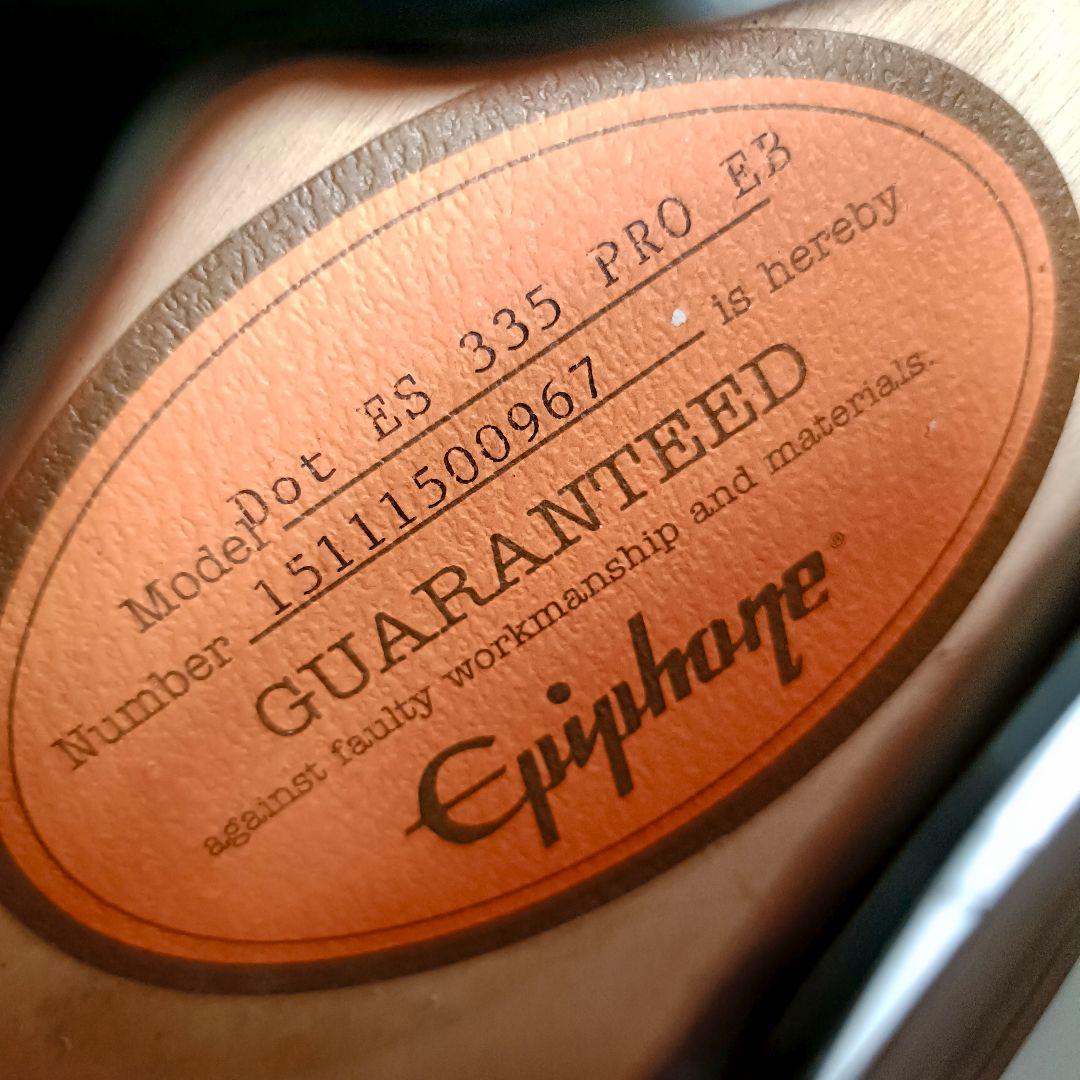 Model Dot ES 335 PRO EB
Number 15111500967 is hereby
GUARANTEED
against faulty workmanship and materials.
Epiphone®